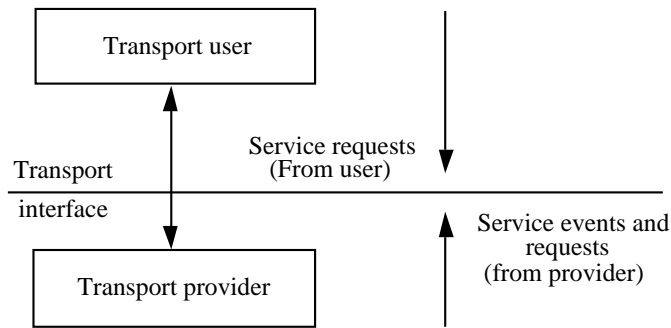 Transport user
Service requests
(From user)
Transport
interface
Service events and
requests
(from provider)
Transport provider